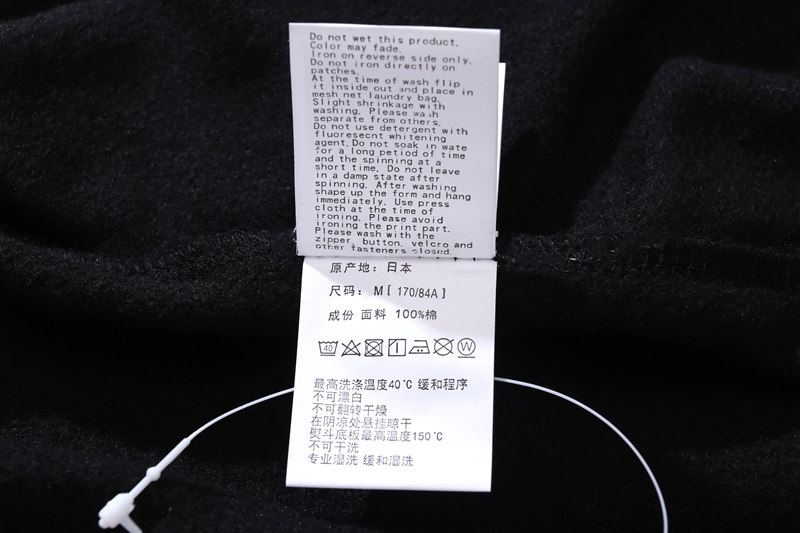 Do not wet this product.
Color may fade.
Iron on reverse side only.
Do not iron directly on
patches.
At the time of wash flip
it inside out and place in
mesh net laundry bag.
Slight shrinkage with
washing. Please wash
separate from others.
Do not use detergent with
fluoresecnt whitening
agent.Do not soak in wate
for a long petiod of time
and the spinning at a
short time. Do not leave
in a damp state after
spinning. After washing
shape up the form and hang
immediately. Use press
cloth at the time of
ironing. Please avoid
ironing the print part.
Please wash with the
zipper, button, velcro and
other fasteners closed.
原产地：日本
尺码：M[170/84A]
成份 面料 100%棉
40 W
最高洗涤温度40℃ 缓和程序
不可漂白
不可翻转干燥
在阴凉处悬挂晾干
熨斗底板最高温度150℃
不可干洗
专业湿洗 缓和湿洗